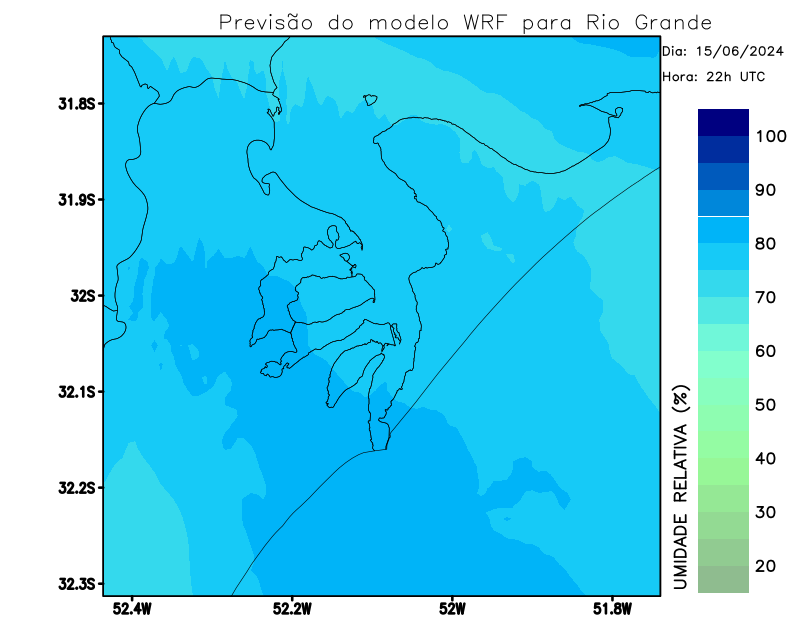 Previsão do modelo WRF para Rio Grande
Dia: 15/06/2024
Hora: 22h UTC
31.8S
31.9S
32S
32.1S
32.2S
32.3S
52.4W
52.2W
52W
51.8W
UMIDADE RELATIVA (%)
100
90
80
70
60
50
40
30
20